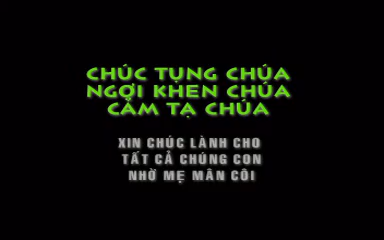 CHÚC TỤNG CHÚA
NGỢI KHEN CHÚA
CẢM TẠ CHÚA
XIN CHÚC LÀNH CHO
TẤT CẢ CHÚNG CON
NHỜ MẸ MÂN CÔI